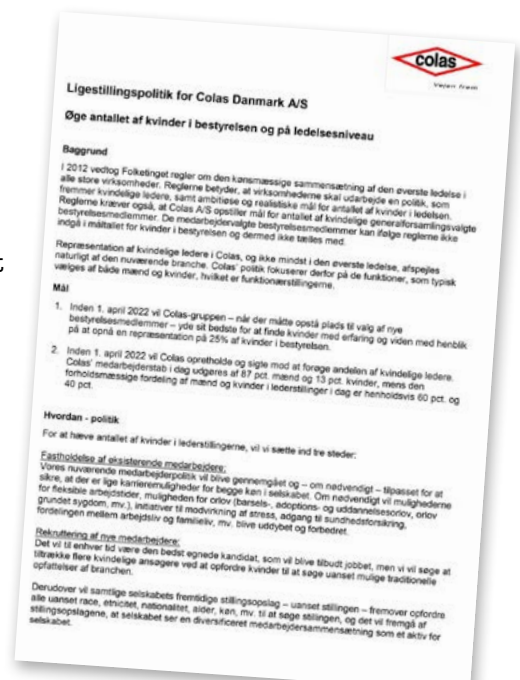 colas
Vejen frem
Ligestillingspolitik for Colas Danmark A/S
Øge antallet af kvinder i bestyrelsen og på ledelsesniveau
Baggrund
I 2012 vedtog Folketinget regler om den kønsmæssige sammensætning af den øverste ledelse i
alle store virksomheder. Reglerne betyder, at virksomheder skal udarbejde en politik, som
fremmer kvindelige ledere, samt ambitiøse og realistiske mål for antallet af kvinder i ledelsen.
Reglerne kræver også, at Colas A/S opstiller mål for antallet af kvindelige generalforsamlingsvalgte
bestyrelsesmedlemmer. De medarbejdervalgte bestyrelsesmedlemmer kan ifølge reglerne ikke
indgå i måltallet for kvinder i bestyrelsen og dermed ikke tælles med.
Repræsentation af kvindelige ledere i Colas, og ikke mindst i den øverste ledelse, afspejles
naturligt af den nuværende branche. Colas' politik fokuserer derfor på de funktioner, som typisk
vælges af både mænd og kvinder, hvilket er funktionærstillingerne.
Mål
1. Inden 1. april 2022 vil Colas-gruppen – når der måtte opstå plads til valg af nye
bestyrelsesmedlemmer – yde sit bedste for at finde kvinder med erfaring og viden med henblik
på at opnå en repræsentation på 25% af kvinder i bestyrelsen.
2. Inden 1. april 2022 vil Colas opretholde og sigte mod at forøge andelen af kvindelige ledere.
Colas' medarbejderstab i dag udgøres af 87 pct. mænd og 13 pct. kvinder, mens den
forholdsmæssige fordeling af mænd og kvinder i lederstillinger i dag er henholdsvis 60 pct. og
40 pct.
Hvordan - politik
For at hæve antallet af kvinder i lederstillingerne, vil vi sætte ind tre steder:
Fastholdelse af eksisterende medarbejdere:
Vores nuværende medarbejderpolitik vil blive gennemgået og – om nødvendigt – tilpasset for at
sikre, at der er lige karrieremuligheder for begge køn i selskabet. Om nødvendigt vil mulighederne
for fleksible arbejdstider, muligheden for orlov (barsels-, adoptions- og uddannelsesorlov, orlov
grundet sygdom, mv.), initiativer til modvirkning af stress, adgang til sundhedsforsikring,
fordelingen mellem arbejdsliv og familieliv, mv. blive uddybet og forbedret.
Rekruttering af nye medarbejdere:
Det vil til enhver tid være den bedst egnede kandidat, som vil blive tilbudt jobbet, men vi vil søge at
tiltrække flere kvindelige ansøgere ved at opfordre kvinder til at søge uanset mulige traditionelle
opfattelser af branchen.
Derudover vil samtlige selskabets fremtidige stillingsopslag – uanset stillingen – fremover opfordre
alle uanset race, etnicitet, nationalitet, alder, køn, mv. til at søge stillingen, og det vil fremgå af
stillingsopslagene, at selskabet ser en diversificeret medarbejdersammensætning som et aktiv for
selskabet.
t